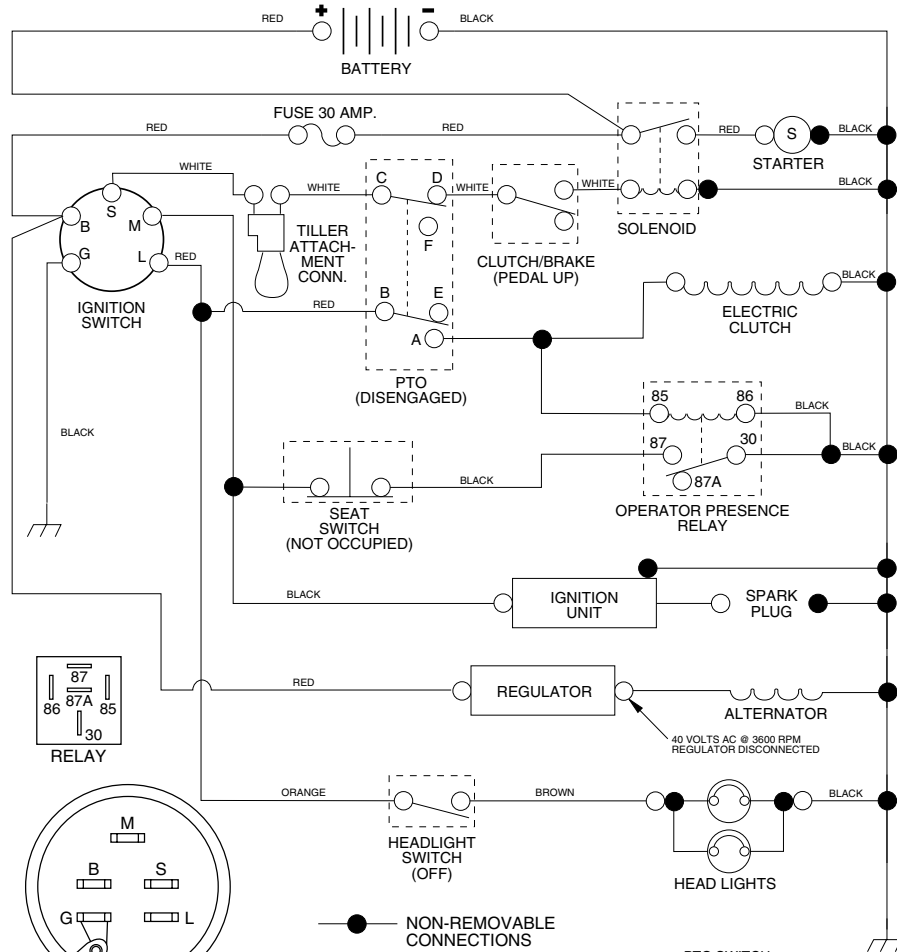 RED
+
-
BLACK
BATTERY
FUSE 30 AMP.
RED
RED
RED
S
BLACK
STARTER
WHITE
S
B
M
G
L
RED
IGNITION
SWITCH
WHITE
TILLER
ATTACH-
MENT
CONN.
C
D
WHITE
F
WHITE
CLUTCH/BRAKE
(PEDAL UP)
BLACK
SOLENOID
RED
B
E
A
PTO
(DISENGAGED)
BLACK
ELECTRIC
CLUTCH
BLACK
85
86
BLACK
87
30
BLACK
87A
OPERATOR PRESENCE
RELAY
BLACK
SEAT
SWITCH
(NOT OCCUPIED)
BLACK
IGNITION
UNIT
SPARK
PLUG
RED
REGULATOR
ALTERNATOR
40 VOLTS AC @ 3600 RPM
REGULATOR DISCONNECTED
87
86
87A
85
30
RELAY
ORANGE
BROWN
BLACK
HEADLIGHT
SWITCH
(OFF)
HEAD LIGHTS
M
B
S
G
L
NON-REMOVABLE
CONNECTIONS